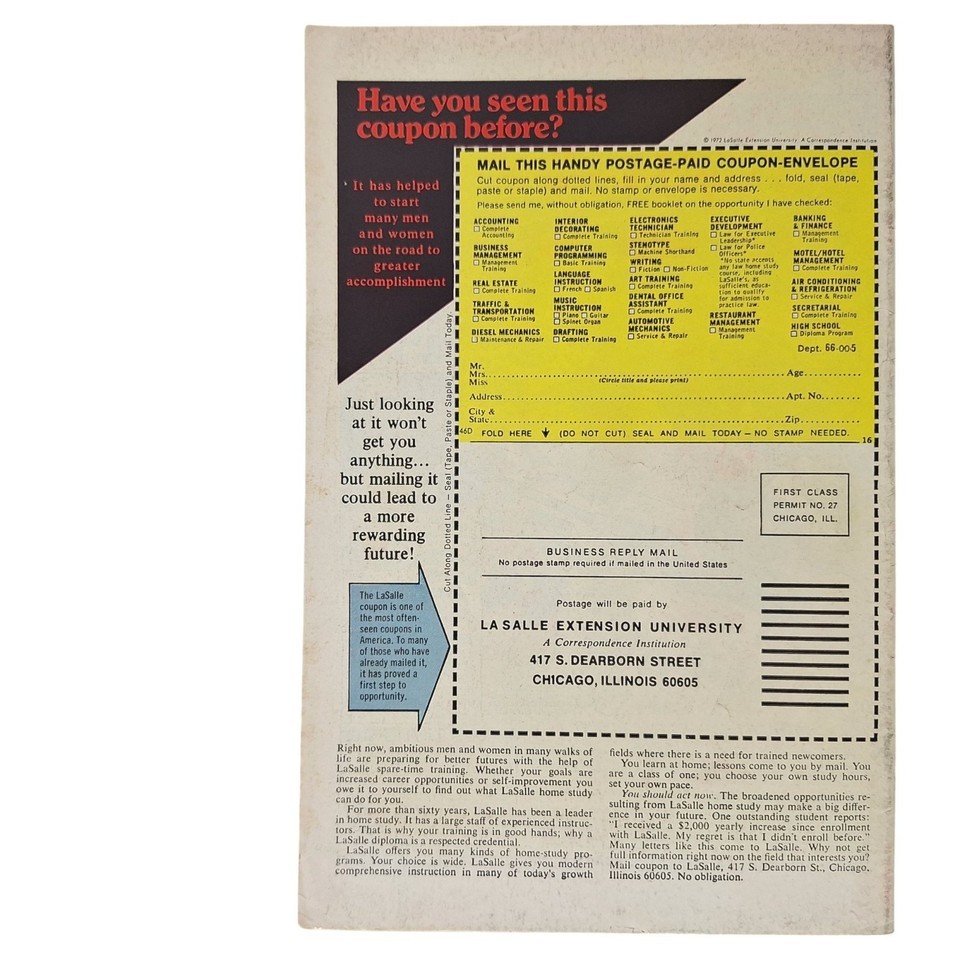 Have you seen this
coupon before?
It has helped
to start
many men
and women
on the road to
greater
accomplishment
© 1973 LaSalle Extension University A Correspondence Institution
MAIL THIS HANDY POSTAGE-PAID COUPON-ENVELOPE
Cut coupon along dotted lines, fill in your name and address . . . fold, seal (tape,
paste or staple) and mail. No stamp or envelope is necessary.
Please send me, without obligation, FREE booklet on the opportunity I have checked:
ACCOUNTING
☐ Complete
Accounting
BUSINESS
MANAGEMENT
☐ Management
Training
REAL ESTATE
☐ Complete Training
TRAFFIC &
TRANSPORTATION
☐ Complete Training
DIESEL MECHANICS
☐ Maintenance & Repair
INTERIOR
DECORATING
☐ Complete Training
COMPUTER
PROGRAMMING
☐ Basic Training
LANGUAGE
INSTRUCTION
☐ French ☐ Spanish
MUSIC
INSTRUCTION
☐ Piano ☐ Guitar
☐ Spinet Organ
DRAFTING
☐ Complete Training
ELECTRONICS
TECHNICIAN
☐ Technician Training
STENOTYPE
☐ Machine Shorthand
WRITING
☐ Fiction ☐ Non-Fiction
ART TRAINING
☐ Complete Training
DENTAL OFFICE
ASSISTANT
☐ Complete Training
AUTOMOTIVE
MECHANICS
☐ Service & Repair
EXECUTIVE
DEVELOPMENT
☐ Law for Executive
Leadership*
☐ Law for Police
Officers*
*No state accepts
any law home study
course, including
LaSalle's, as
sufficient educa-
tion to qualify
for admission to
practice law.
RESTAURANT
MANAGEMENT
☐ Management
Training
BANKING
& FINANCE
☐ Management
Training
MOTEL/HOTEL
MANAGEMENT
☐ Complete Training
AIR CONDITIONING
& REFRIGERATION
☐ Service & Repair
SECRETARIAL
☐ Complete Training
HIGH SCHOOL
☐ Diploma Program
Dept. 66-005
Mr.
Mrs. Age
Miss (Circle title and please print)
Address Apt. No.
City &
State Zip
46D FOLD HERE ↓ (DO NOT CUT) SEAL AND MAIL TODAY — NO STAMP NEEDED.
16
Cut Along Dotted Line — Seal (Tape, Paste or Staple) and Mail Today.
Just looking
at it won't
get you
anything...
but mailing it
could lead to
a more
rewarding
future!
The LaSalle
coupon is one of
the most often-
seen coupons in
America. To many
of those who have
already mailed it,
it has proved a
first step to
opportunity.
FIRST CLASS
PERMIT NO. 27
CHICAGO, ILL.
BUSINESS REPLY MAIL
No postage stamp required if mailed in the United States
Postage will be paid by
LA SALLE EXTENSION UNIVERSITY
A Correspondence Institution
417 S. DEARBORN STREET
CHICAGO, ILLINOIS 60605
Right now, ambitious men and women in many walks of
life are preparing for better futures with the help of
LaSalle spare-time training. Whether your goals are
increased career opportunities or self-improvement you
owe it to yourself to find out what LaSalle home study
can do for you.
For more than sixty years, LaSalle has been a leader
in home study. It has a large staff of experienced instruc-
tors. That is why your training is in good hands; why a
LaSalle diploma is a respected credential.
LaSalle offers you many kinds of home-study pro-
grams. Your choice is wide. LaSalle gives you modern
comprehensive instruction in many of today's growth
fields where there is a need for trained newcomers.
You learn at home; lessons come to you by mail. You
are a class of one; you choose your own study hours,
set your own pace.
You should act now. The broadened opportunities re-
sulting from LaSalle home study may make a big differ-
ence in your future. One outstanding student reports:
"I received a $2,000 yearly increase since enrollment
with LaSalle. My regret is that I didn't enroll before."
Many letters like this come to LaSalle. Why not get
full information right now on the field that interests you?
Mail coupon to LaSalle, 417 S. Dearborn St., Chicago,
Illinois 60605. No obligation.